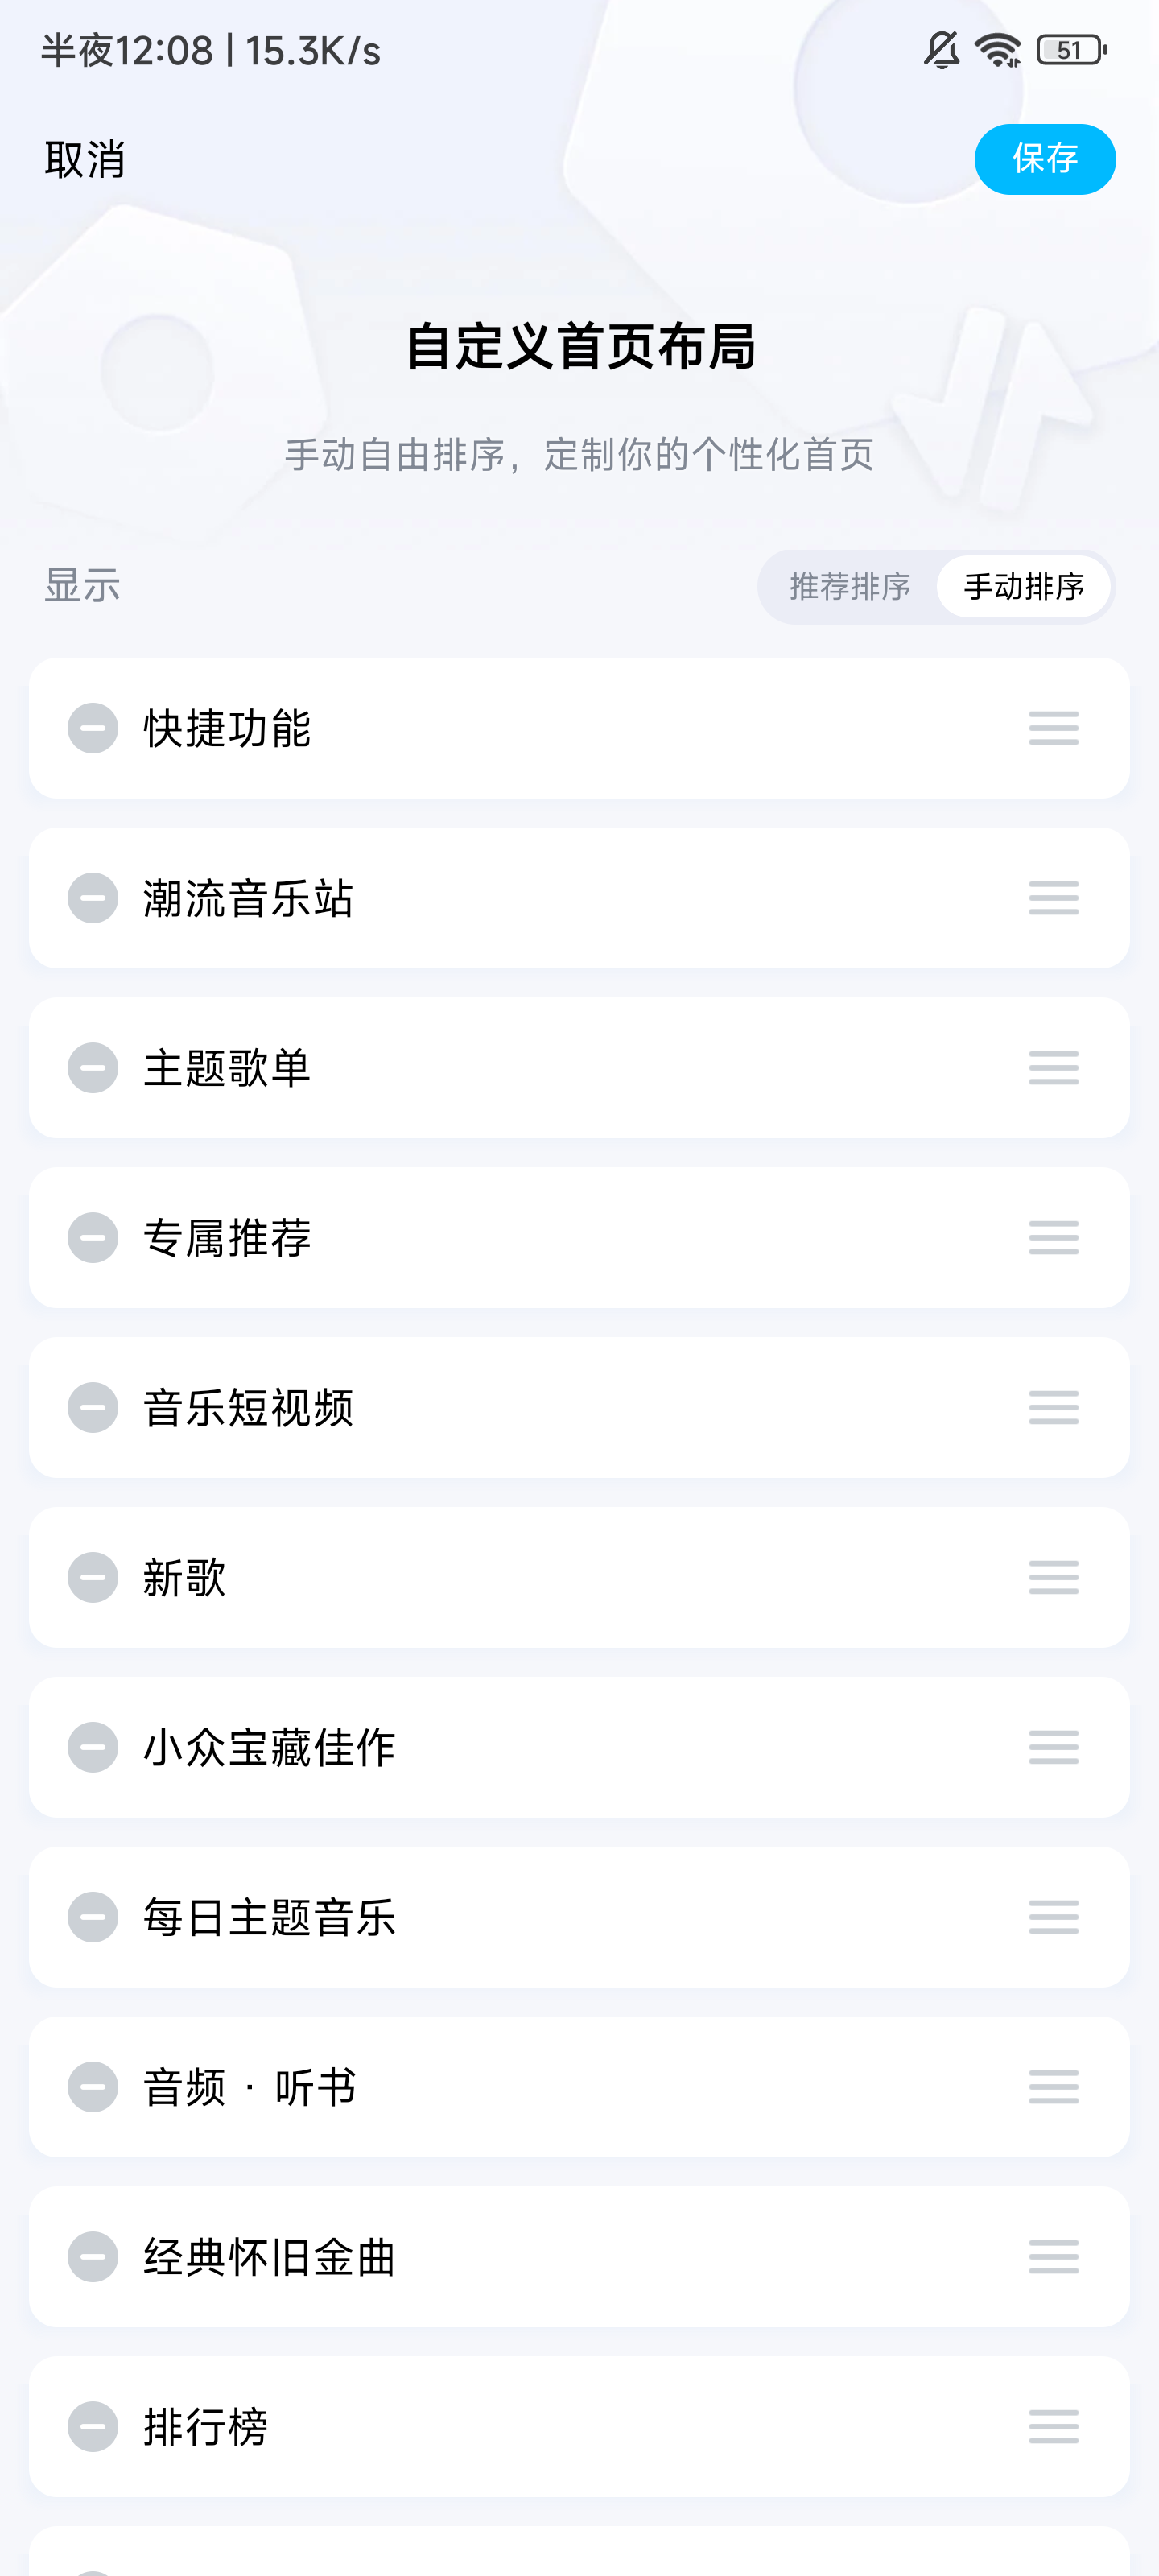 半夜12:08 | 15.3K/s
51
取消
保存
自定义首页布局
手动自由排序，定制你的个性化首页
显示
推荐排序
手动排序
快捷功能
潮流音乐站
主题歌单
专属推荐
音乐短视频
新歌
小众宝藏佳作
每日主题音乐
音频 · 听书
经典怀旧金曲
排行榜